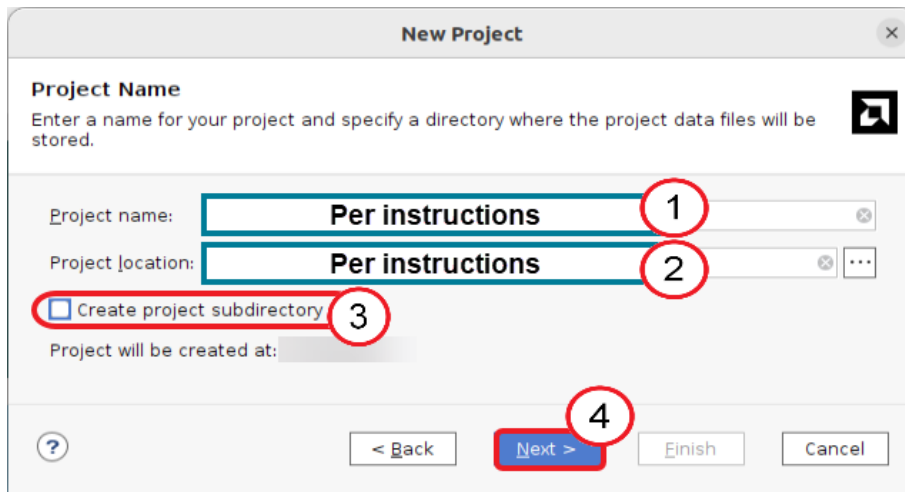 New Project
Project Name
Enter a name for your project and specify a directory where the project data files will be
stored.
Project name: Per instructions 1
Project location: Per instructions 2 ...
Create project subdirectory 3
Project will be created at:
4
? < Back Next > Finish Cancel